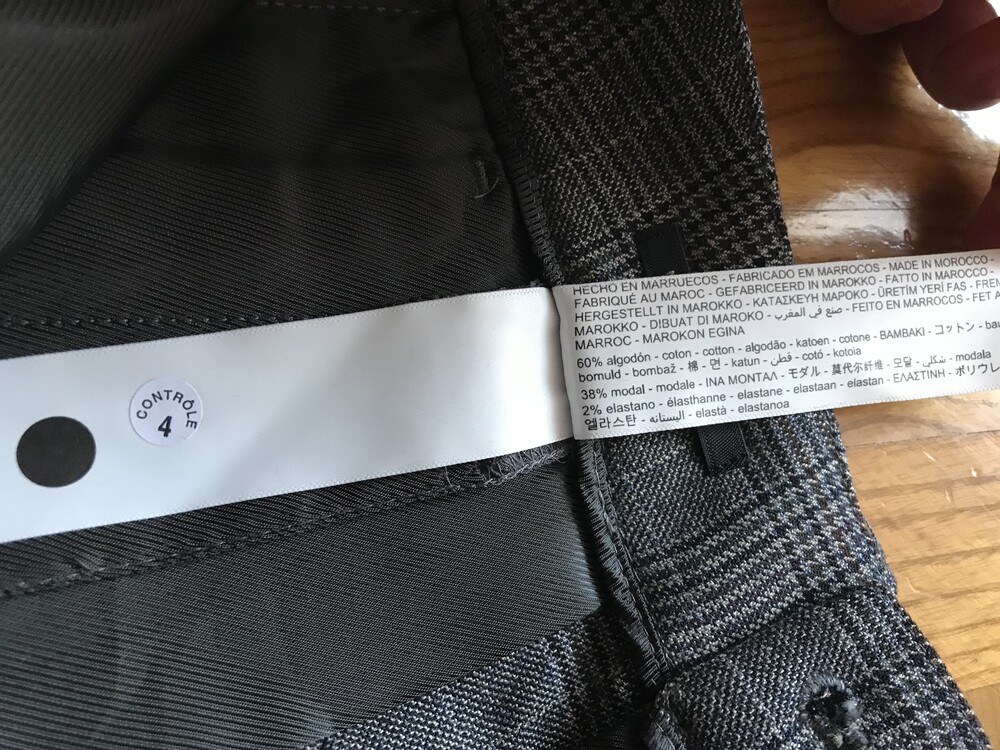 HECHO EN MARRUECOS - FABRICADO EM MARROCOS - MADE IN MOROCCO -
FABRIQUÉ AU MAROC - GEFABRICEERD IN MAROKKO - FATTO IN MAROCCO -
HERGESTELLT IN MAROKKO - ΚΑΤΑΣΚΕΥΗ ΜΑΡΟΚΟ - ÜRETİM YERİ FAS - FREM
MAROKKO - DIBUAT DI MAROKO - صنع في المغرب - FEITO EN MARROCOS - FET A
MARROC - MAROKON EGINA
60% algodón - coton - cotton - algodão - katoen - cotone - BAMBAKI - コットン - ba
bomuld - bombaž - 棉 - 면 - katun - قطن - cotó - kotoia
38% modal - modale - INA ΜΟΝΤΑΛ - モダル - 莫代尔纤维 - 모달 - شكلي - modala
2% elastano - élasthanne - elastane - elastaan - elastan - ΕΛΑΣΤΙΝΗ - ポリウレ
엘라스탄 - اليستانه - elastà - elastanoa
CONTRÔLE
4